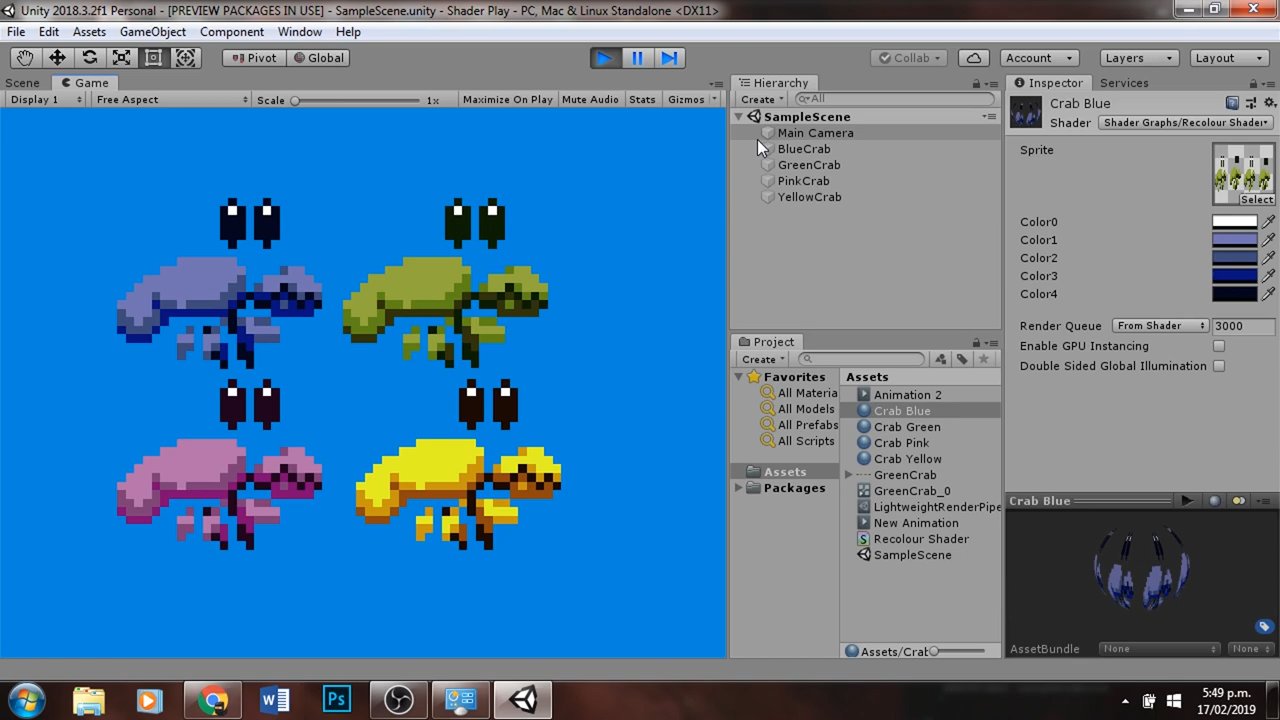 Unity 2018.3.2f1 Personal - [PREVIEW PACKAGES IN USE] - SampleScene.unity - Shader Play - PC, Mac & Linux Standalone <DX11>
File Edit Assets GameObject Component Window Help
Pivot Global Collab Account Layers Layout
Scene Game
Display 1 Free Aspect Scale 1x Maximize On Play Mute Audio Stats Gizmos
Hierarchy
Create All
SampleScene
Main Camera
BlueCrab
GreenCrab
PinkCrab
YellowCrab
Project
Create
Favorites
All Materia
All Models
All Prefabs
All Scripts
Assets
Packages
Assets
Animation 2
Crab Blue
Crab Green
Crab Pink
Crab Yellow
GreenCrab
GreenCrab_0
LightweightRenderPipe
New Animation
Recolour Shader
SampleScene
Assets/Crab
Inspector Services
Crab Blue
Shader Shader Graphs/Recolour Shader
Sprite
Select
Color0
Color1
Color2
Color3
Color4
Render Queue From Shader 3000
Enable GPU Instancing
Double Sided Global Illumination
Crab Blue
AssetBundle None None
Ps
5:49 p.m.
17/02/2019